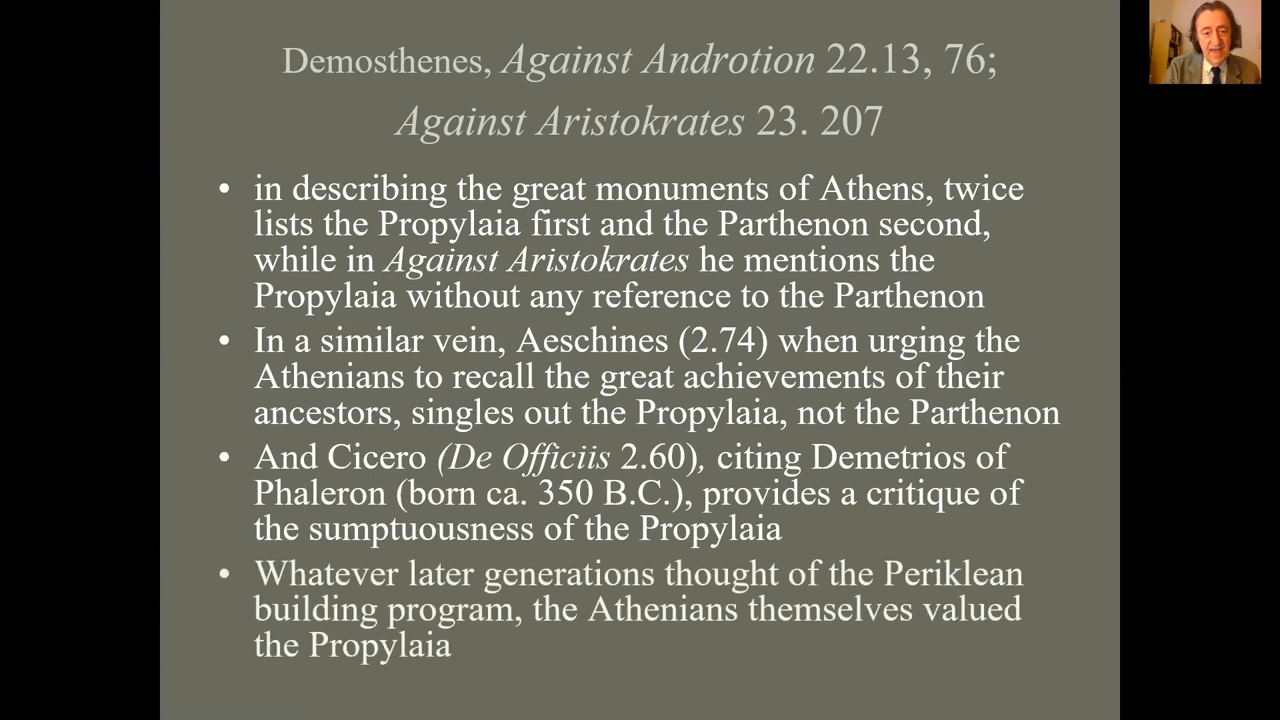 Demosthenes, Against Androtion 22.13, 76;
Against Aristokrates 23. 207
• in describing the great monuments of Athens, twice
lists the Propylaia first and the Parthenon second,
while in Against Aristokrates he mentions the
Propylaia without any reference to the Parthenon
• In a similar vein, Aeschines (2.74) when urging the
Athenians to recall the great achievements of their
ancestors, singles out the Propylaia, not the Parthenon
• And Cicero (De Officiis 2.60), citing Demetrios of
Phaleron (born ca. 350 B.C.), provides a critique of
the sumptuousness of the Propylaia
• Whatever later generations thought of the Periklean
building program, the Athenians themselves valued
the Propylaia